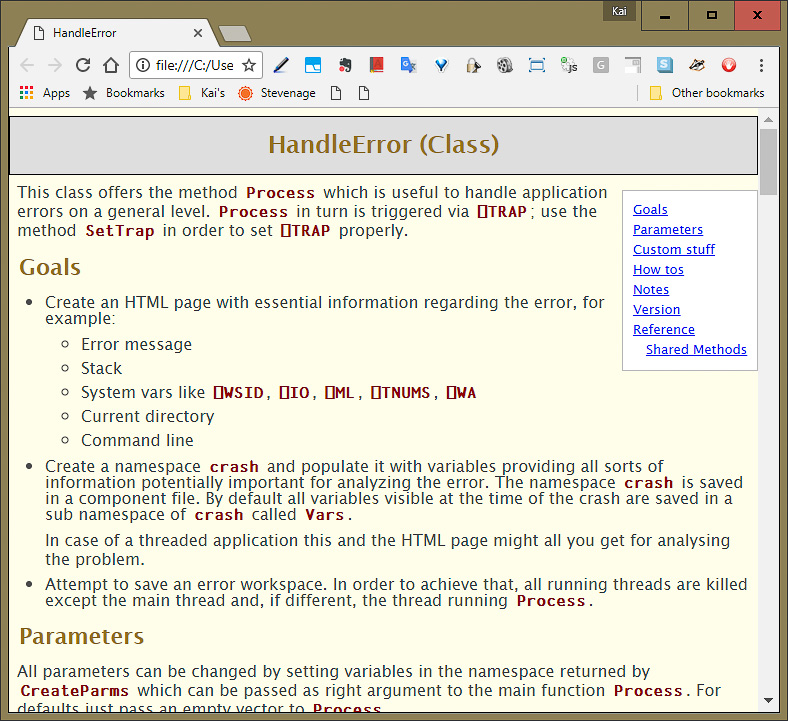 Kai
HandleError
file:///C:/Use
Apps
Bookmarks
Kai's
Stevenage
Other bookmarks
HandleError (Class)
This class offers the method Process which is useful to handle application
errors on a general level. Process in turn is triggered via ⎕TRAP; use the
method SetTrap in order to set ⎕TRAP properly.
Goals
Parameters
Custom stuff
How tos
Notes
Version
Reference
Shared Methods
Goals
• Create an HTML page with essential information regarding the error, for
example:
◦ Error message
◦ Stack
◦ System vars like ⎕WSID, ⎕IO, ⎕ML, ⎕TNUMS, ⎕WA
◦ Current directory
◦ Command line
• Create a namespace crash and populate it with variables providing all sorts of
information potentially important for analyzing the error. The namespace crash is saved
in a component file. By default all variables visible at the time of the crash are saved in a
sub namespace of crash called Vars.
In case of a threaded application this and the HTML page might all you get for analysing
the problem.
• Attempt to save an error workspace. In order to achieve that, all running threads are killed
except the main thread and, if different, the thread running Process.
Parameters
All parameters can be changed by setting variables in the namespace returned by
CreateParms which can be passed as right argument to the main function Process. For
defaults just pass an empty vector to Process.